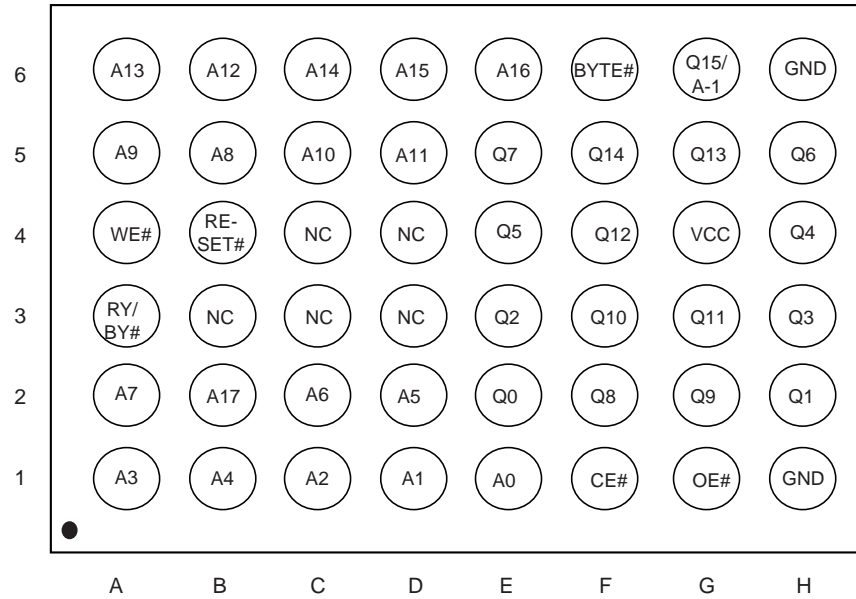 6 A13 A12 A14 A15 A16 BYTE# Q15/ A-1 GND
5 A9 A8 A10 A11 Q7 Q14 Q13 Q6
4 WE# RE- SET# NC NC Q5 Q12 VCC Q4
3 RY/ BY# NC NC NC Q2 Q10 Q11 Q3
2 A7 A17 A6 A5 Q0 Q8 Q9 Q1
1 A3 A4 A2 A1 A0 CE# OE# GND
A B C D E F G H